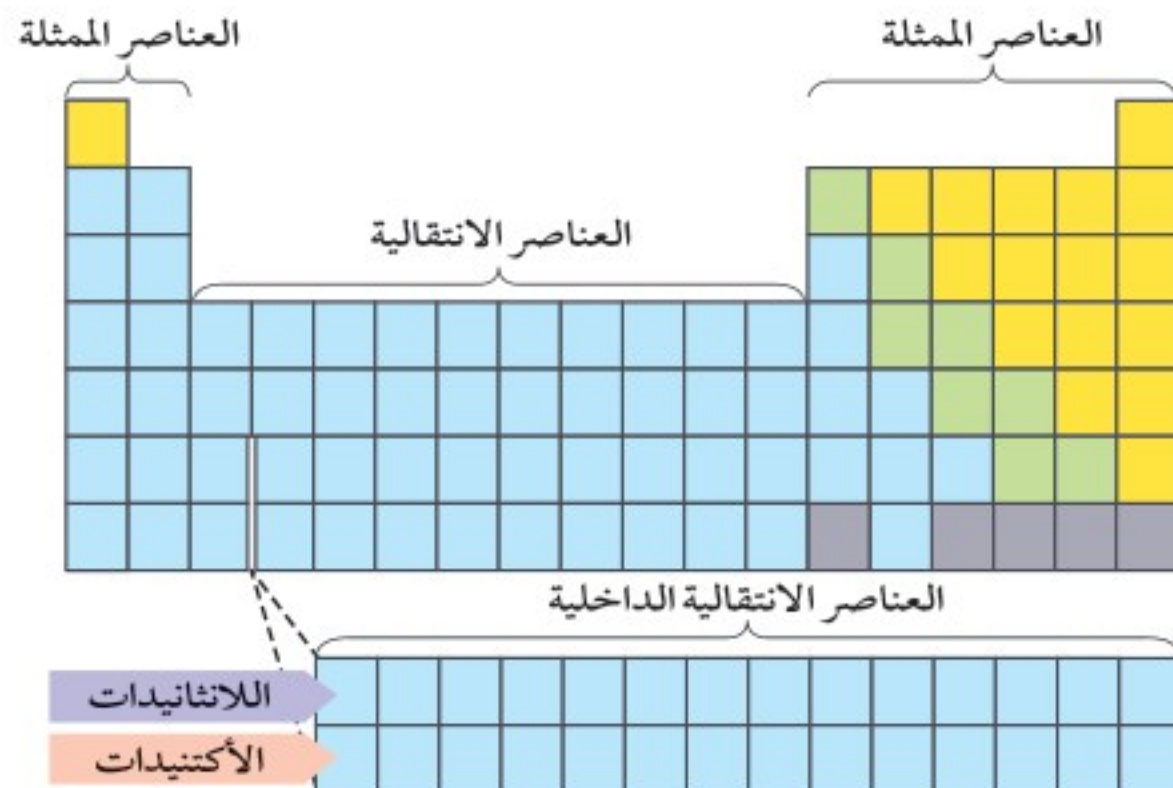 العناصر الممثلة
العناصر الممثلة
العناصر الانتقالية
العناصر الانتقالية الداخلية
اللانثانيدات
الأكتنيدات